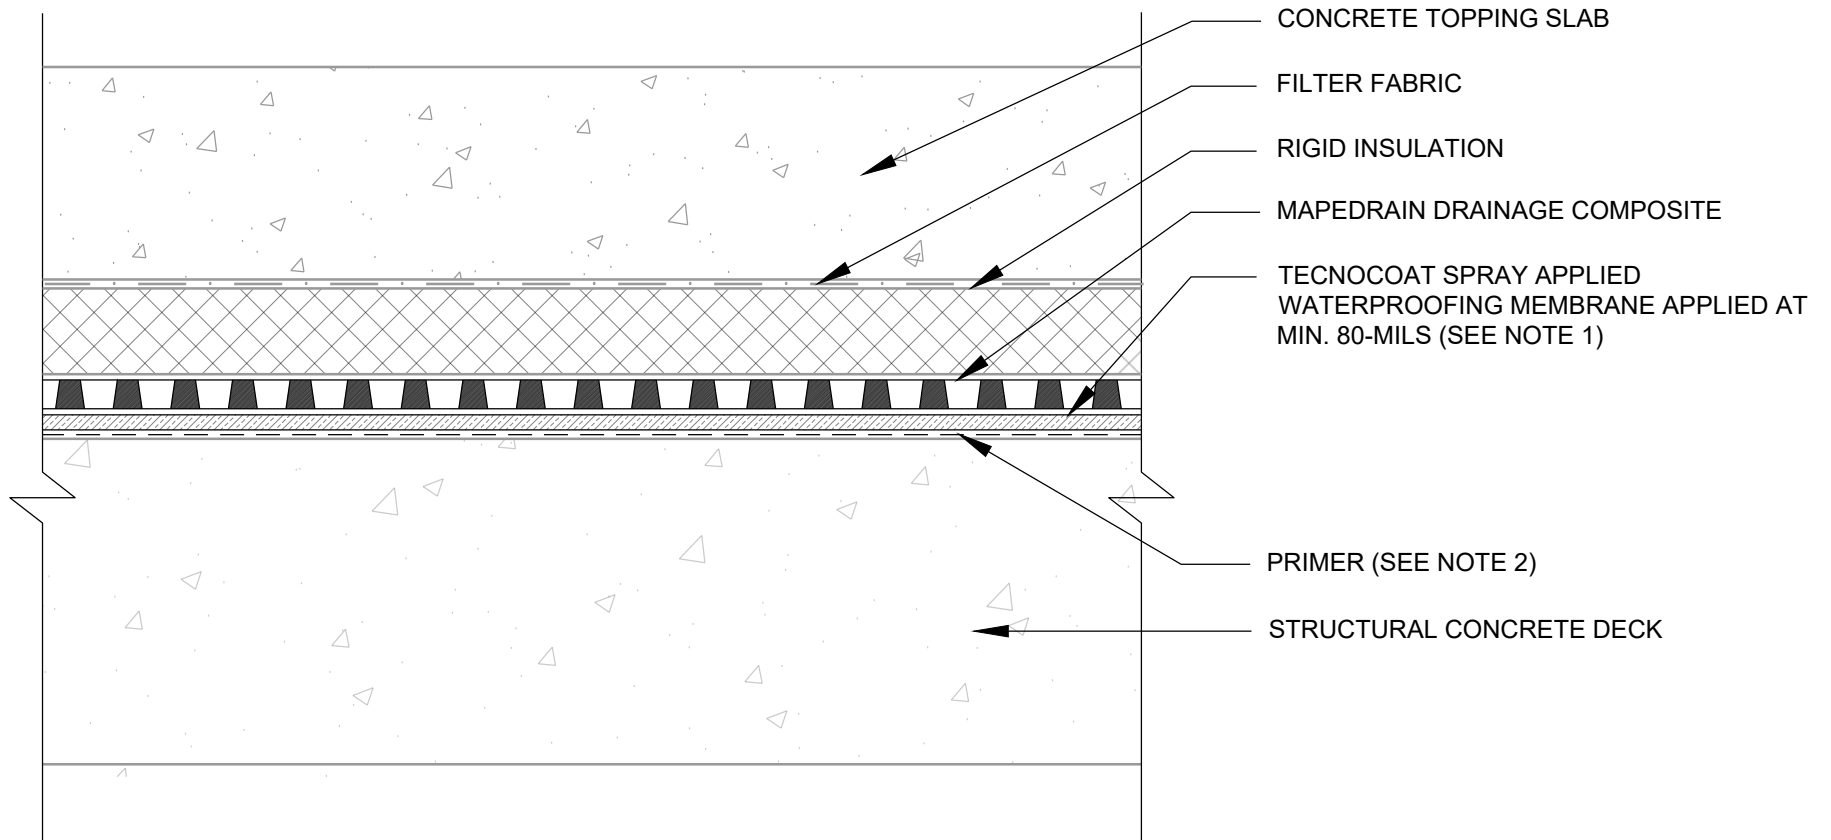 CONCRETE TOPPING SLAB
FILTER FABRIC
RIGID INSULATION
MAPEDRAIN DRAINAGE COMPOSITE
TECNOCOAT SPRAY APPLIED
WATERPROOFING MEMBRANE APPLIED AT
MIN. 80-MILS (SEE NOTE 1)
PRIMER (SEE NOTE 2)
STRUCTURAL CONCRETE DECK